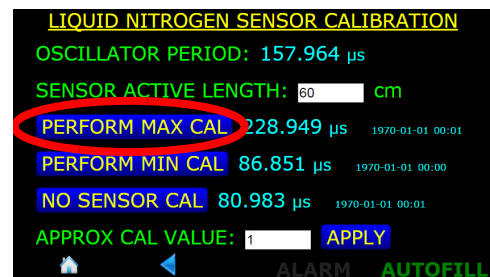 LIQUID NITROGEN SENSOR CALIBRATION
OSCILLATOR PERIOD: 157.964 µs
SENSOR ACTIVE LENGTH: 60 cm
PERFORM MAX CAL 228.949 µs 1970-01-01 00:01
PERFORM MIN CAL 86.851 µs 1970-01-01 00:00
NO SENSOR CAL 80.983 µs 1970-01-01 00:01
APPROX CAL VALUE: 1 APPLY
ALARM AUTOFILL